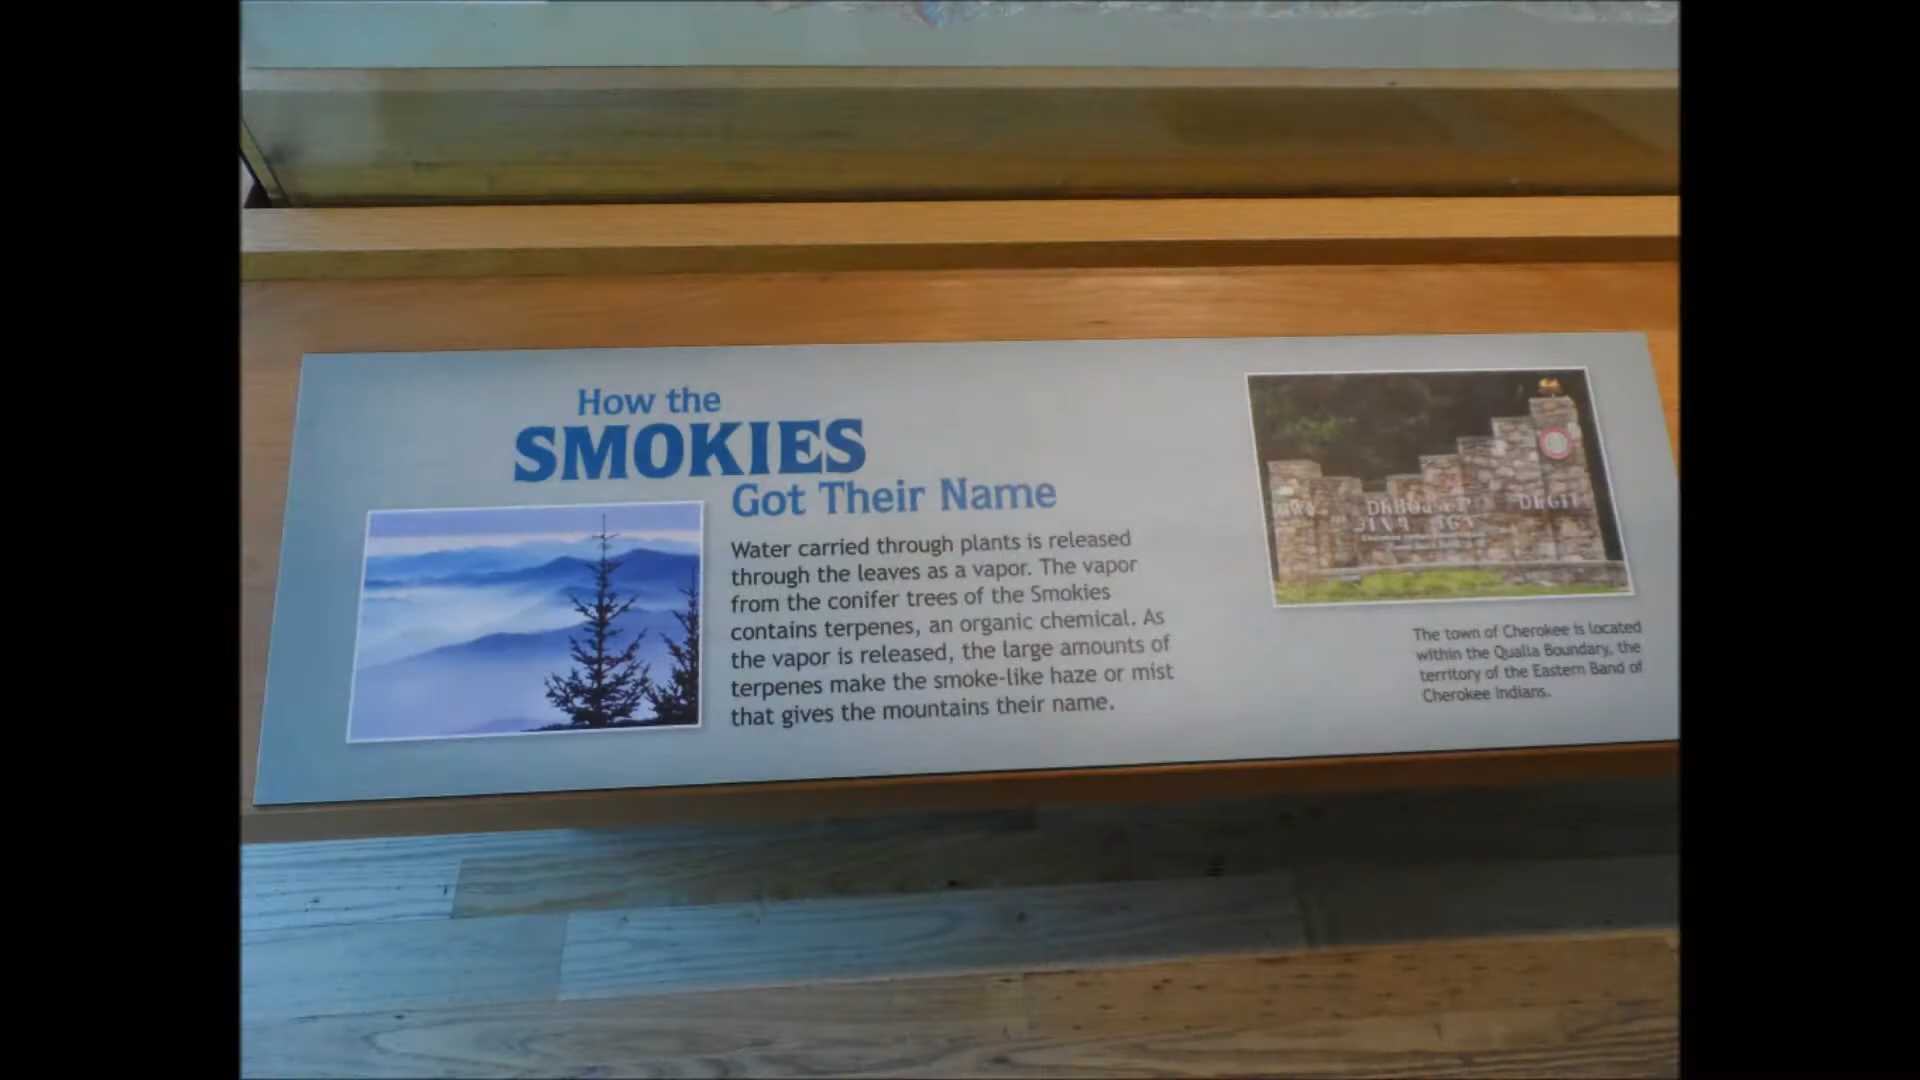 How the
SMOKIES
Got Their Name
Water carried through plants is released
through the leaves as a vapor. The vapor
from the conifer trees of the Smokies
contains terpenes, an organic chemical. As
the vapor is released, the large amounts of
terpenes make the smoke-like haze or mist
that gives the mountains their name.
The town of Cherokee is located
within the Qualla Boundary, the
territory of the Eastern Band of
Cherokee Indians.